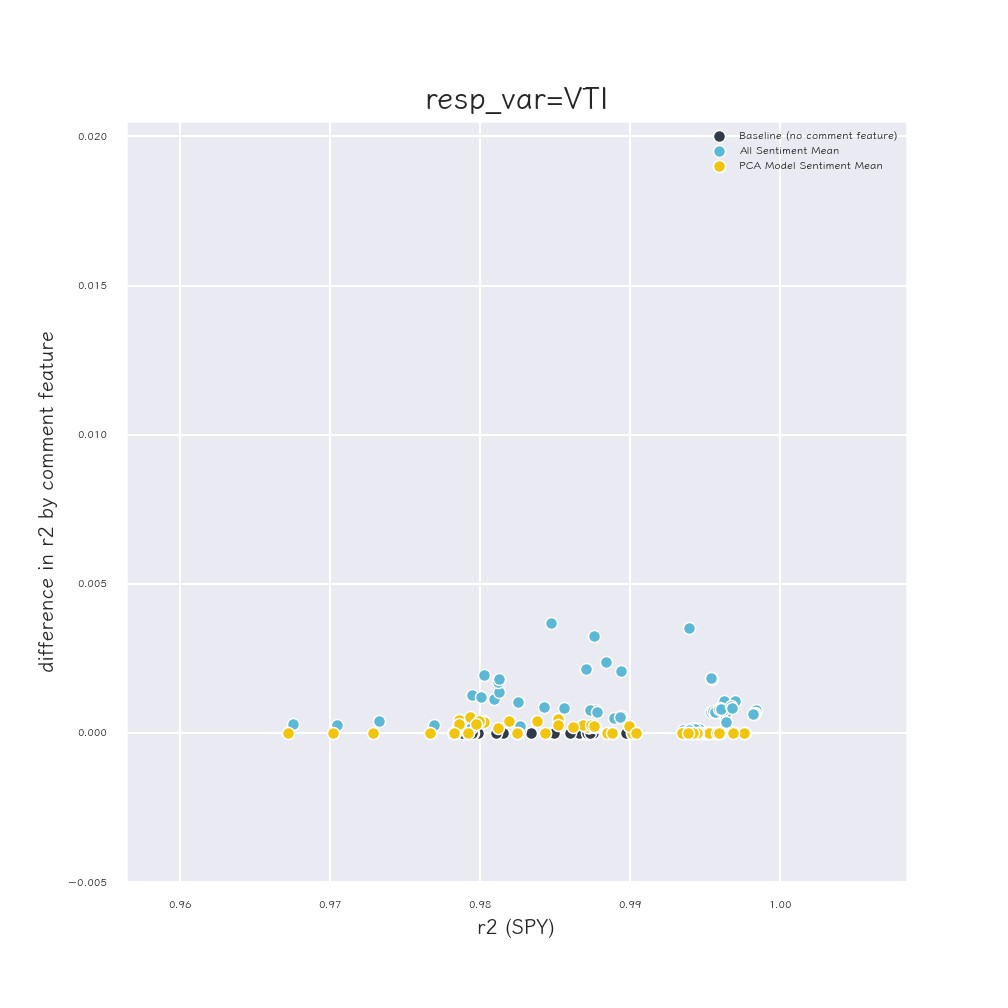 resp_var=VTI
Baseline (no comment feature)
All Sentiment Mean
PCA Model Sentiment Mean
difference in r2 by comment feature
0.020
0.015
0.010
0.005
0.000
−0.005
0.96
0.97
0.98
0.99
1.00
r2 (SPY)